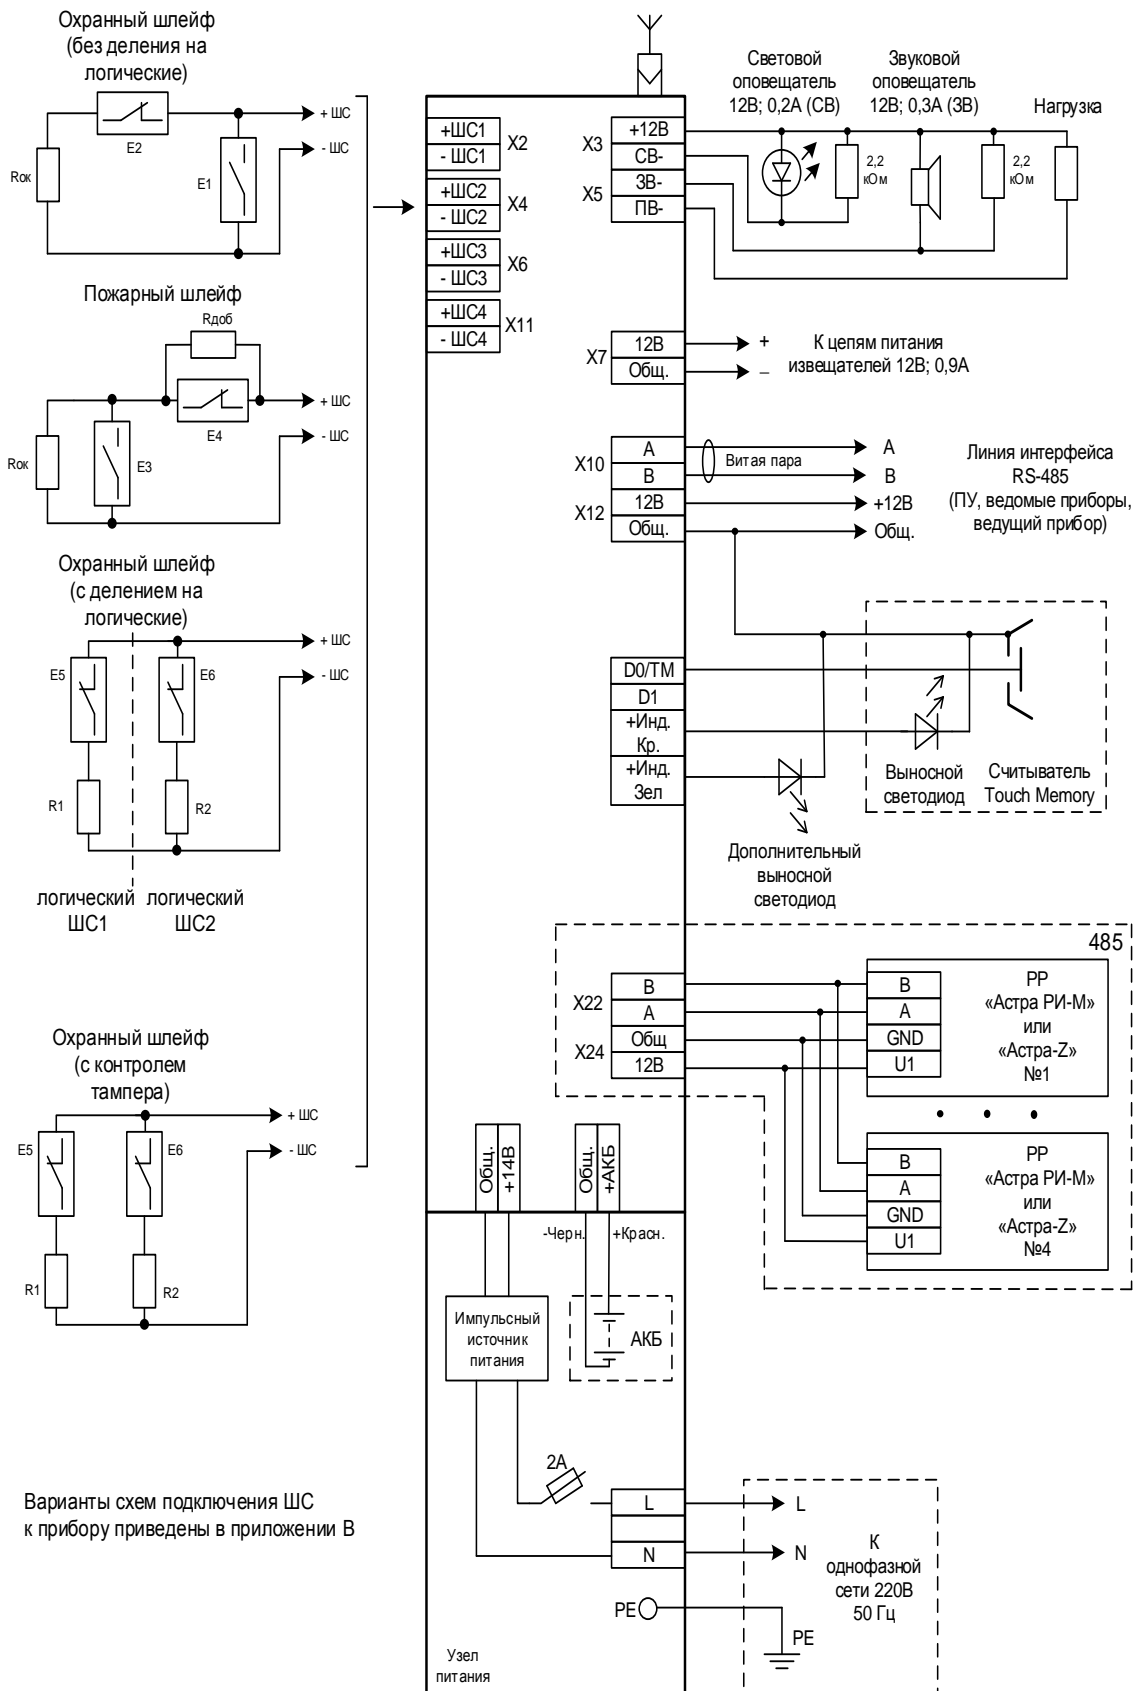 Охранный шлейф
(без деления на
логические)
E2
Rок
E1
+ ШС
- ШС
Пожарный шлейф
Rдоб
E4
Rок
E3
+ ШС
- ШС
Охранный шлейф
(с делением на
логические)
E5
E6
+ ШС
- ШС
R1
R2
логический
ШС1
логический
ШС2
Охранный шлейф
(с контролем
тампера)
E5
E6
+ ШС
- ШС
R1
R2
Варианты схем подключения ШС
к прибору приведены в приложении В
+ШС1
- ШС1
X2
+ШС2
- ШС2
X4
+ШС3
- ШС3
X6
+ШС4
- ШС4
X11
Световой
оповещатель
12В; 0,2А (СВ)
Звуковой
оповещатель
12В; 0,3А (ЗВ)
Нагрузка
X3
X5
+12В
СВ-
ЗВ-
ПВ-
2,2
кОм
2,2
кОм
X7
12В
Общ.
+
–
К цепям питания
извещателей 12В; 0,9А
X10
X12
A
B
12В
Общ.
Витая пара
A
B
+12В
Общ.
Линия интерфейса
RS-485
(ПУ, ведомые приборы,
ведущий прибор)
D0/TM
D1
+Инд.
Кр.
+Инд.
Зел
Выносной
светодиод
Считыватель
Touch Memory
Дополнительный
выносной
светодиод
485
X22
X24
B
A
Общ
12В
B
A
GND
U1
РР
«Астра РИ-М»
или
«Астра-Z»
№1
B
A
GND
U1
РР
«Астра РИ-М»
или
«Астра-Z»
№4
Общ.
+14В
Общ.
+АКБ
-Черн.
+Красн.
Импульсный
источник
питания
АКБ
2А
L
N
L
N
К
однофазной
сети 220В
50 Гц
PE
PE
Узел
питания